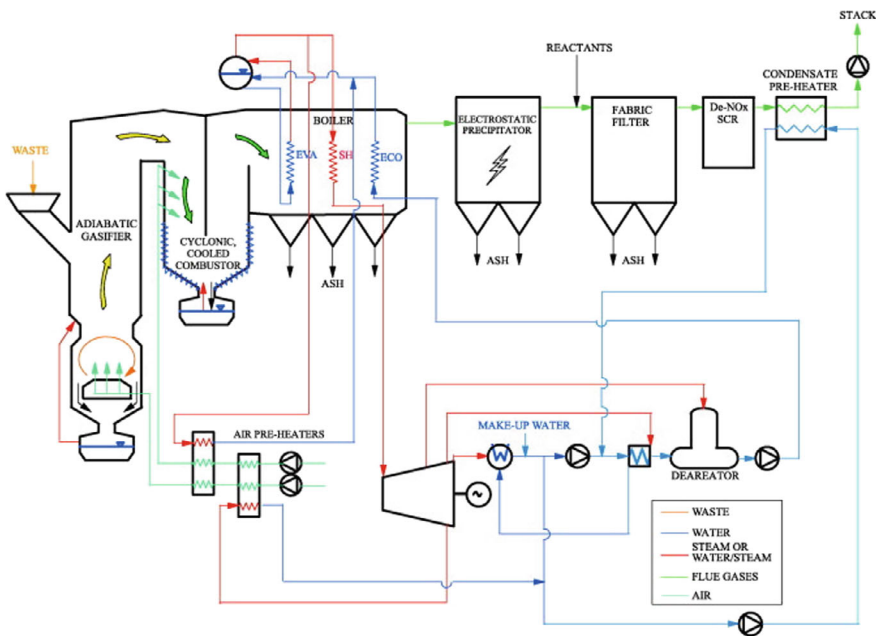 STACK
REACTANTS
CONDENSATE
PRE-HEATER
BOILER
ELECTROSTATIC
PRECIPITATOR
FABRIC
FILTER
De-NOx
SCR
WASTE
EVA
SH
ECO
ADIABATIC
GASIFIER
CYCLONIC,
COOLED
COMBUSTOR
ASH
ASH
ASH
AIR PRE-HEATERS
MAKE-UP WATER
DEAREATOR
WASTE
WATER
STEAM OR
WATER/STEAM
FLUE GASES
AIR